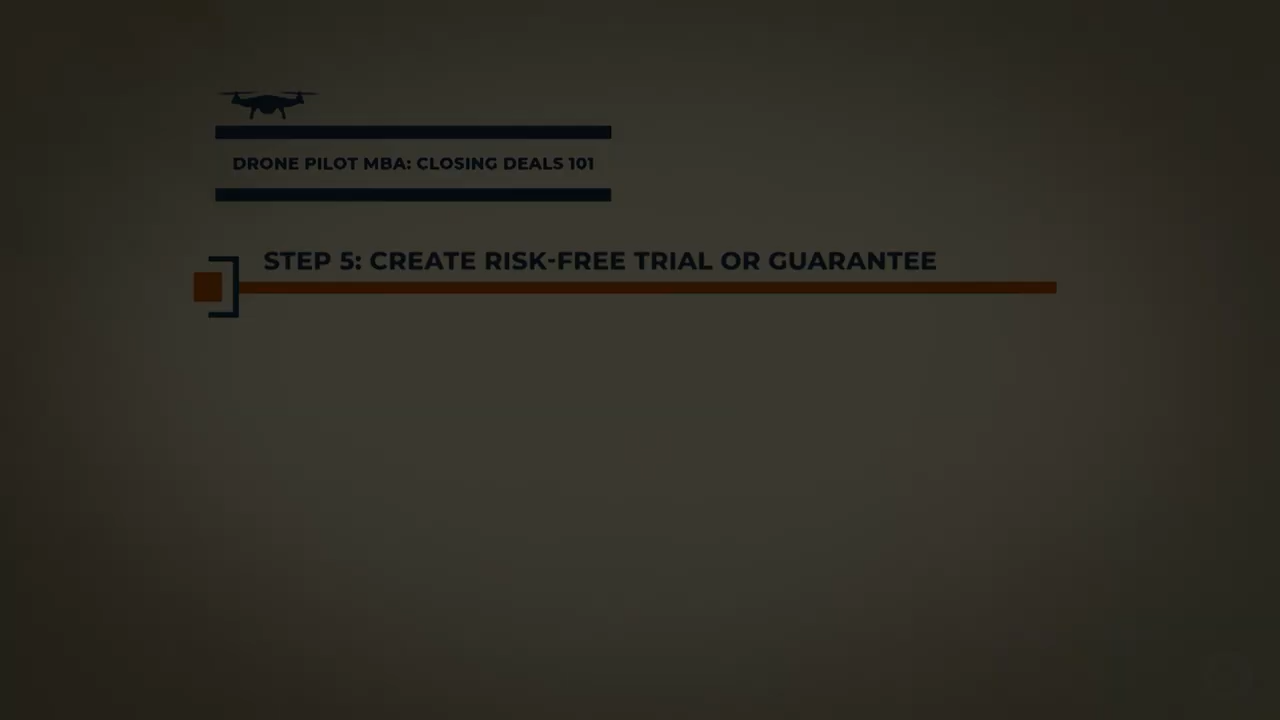 DRONE PILOT MBA: CLOSING DEALS 101
STEP 5: CREATE RISK-FREE TRIAL OR GUARANTEE